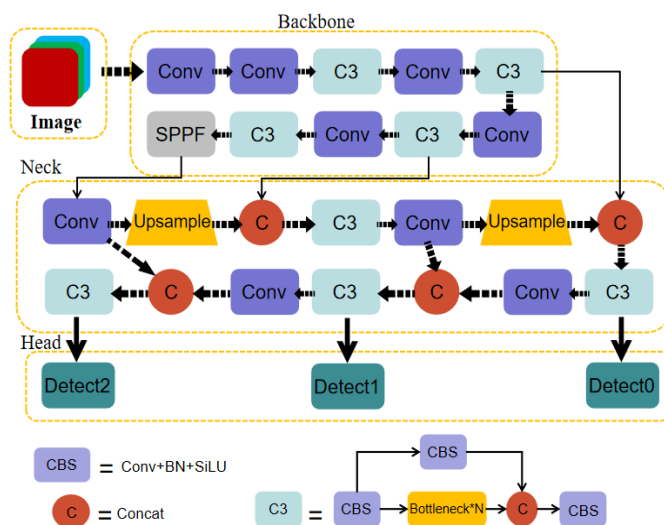 Backbone
Conv Conv C3 Conv C3
Image
SPPF C3 Conv C3 Conv
Neck
Conv Upsample C C3 Conv Upsample C
C3 C Conv C3 C Conv C3
Head
Detect2 Detect1 Detect0
CBS = Conv+BN+SiLU
CBS
C = Concat
C3 = CBS Bottleneck*N C CBS